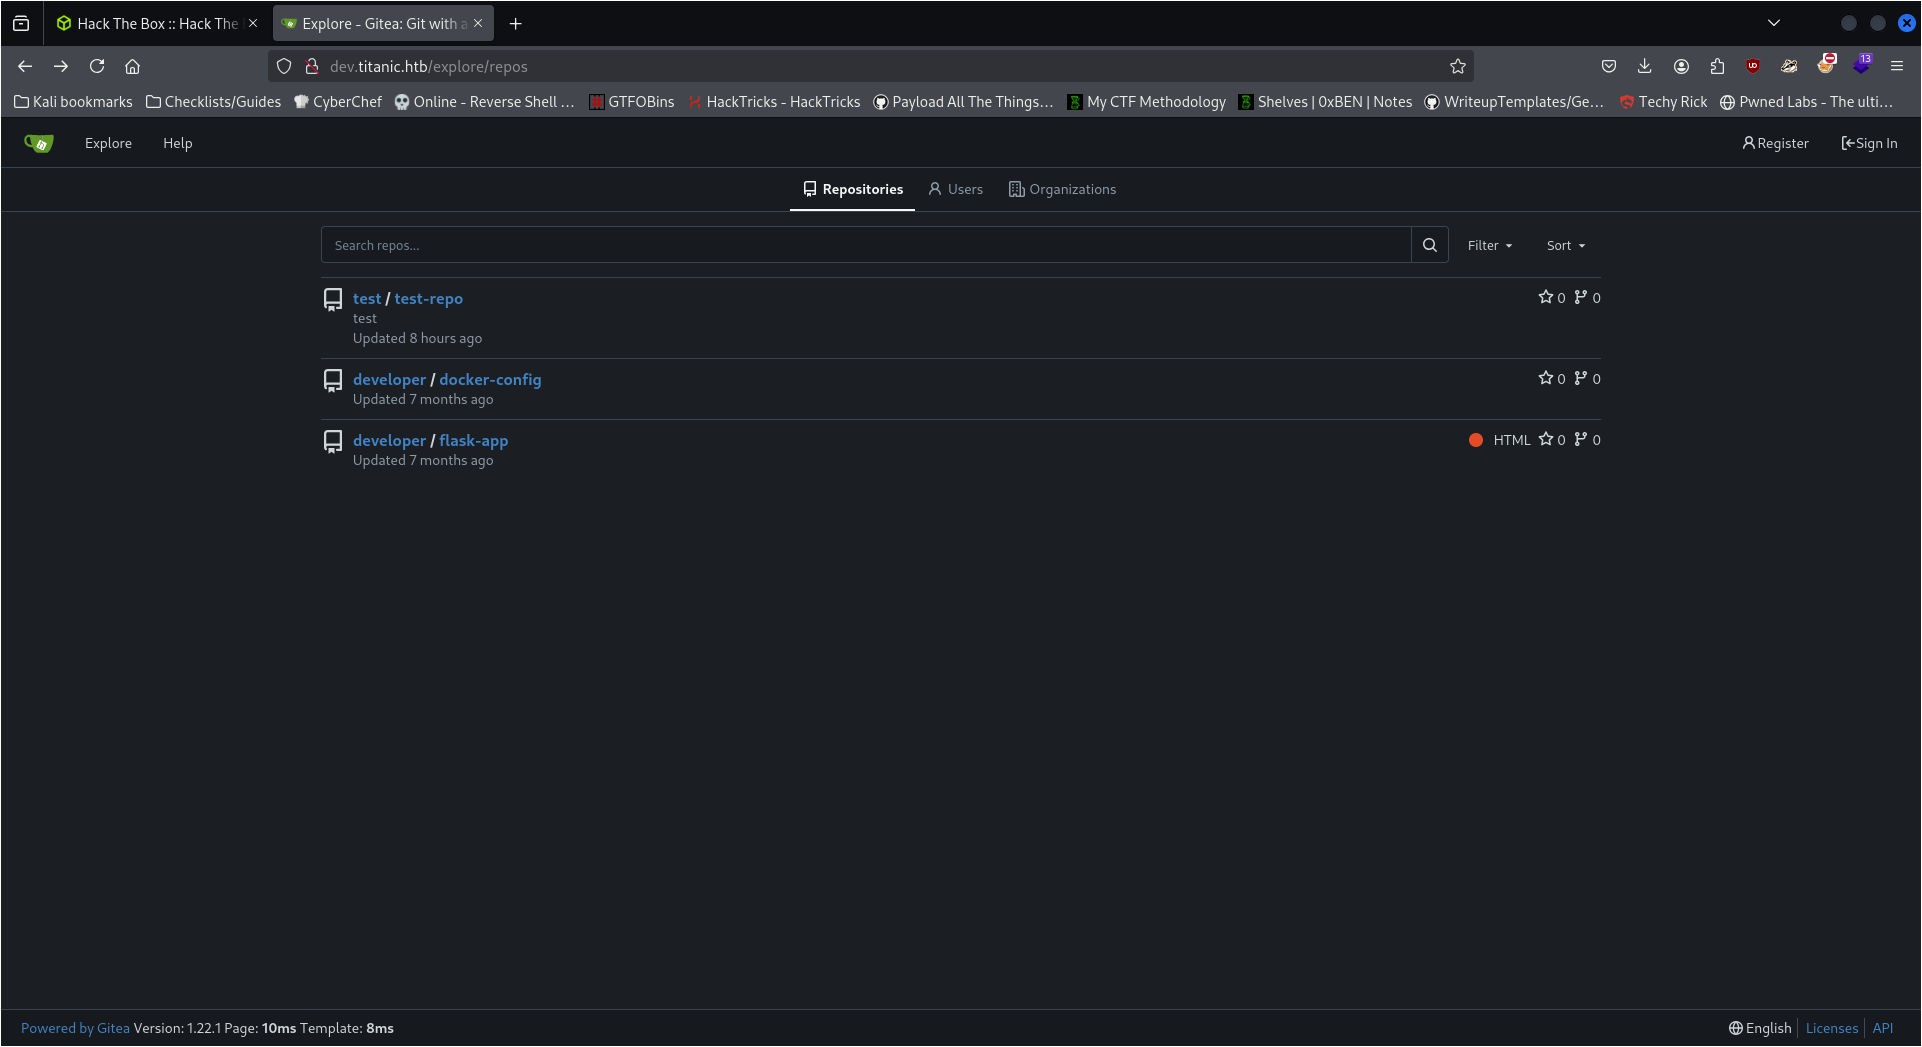 Hack The Box :: Hack The
Explore - Gitea: Git with a
dev.titanic.htb/explore/repos
13
Kali bookmarks Checklists/Guides CyberChef Online - Reverse Shell ... GTFOBins HackTricks - HackTricks Payload All The Things... My CTF Methodology Shelves | 0xBEN | Notes WriteupTemplates/Ge... Techy Rick Pwned Labs - The ulti...
Explore Help Register Sign In
Repositories Users Organizations
Search repos... Filter Sort
test / test-repo 0 0
test
Updated 8 hours ago
developer / docker-config 0 0
Updated 7 months ago
developer / flask-app HTML 0 0
Updated 7 months ago
Powered by Gitea Version: 1.22.1 Page: 10ms Template: 8ms English Licenses API